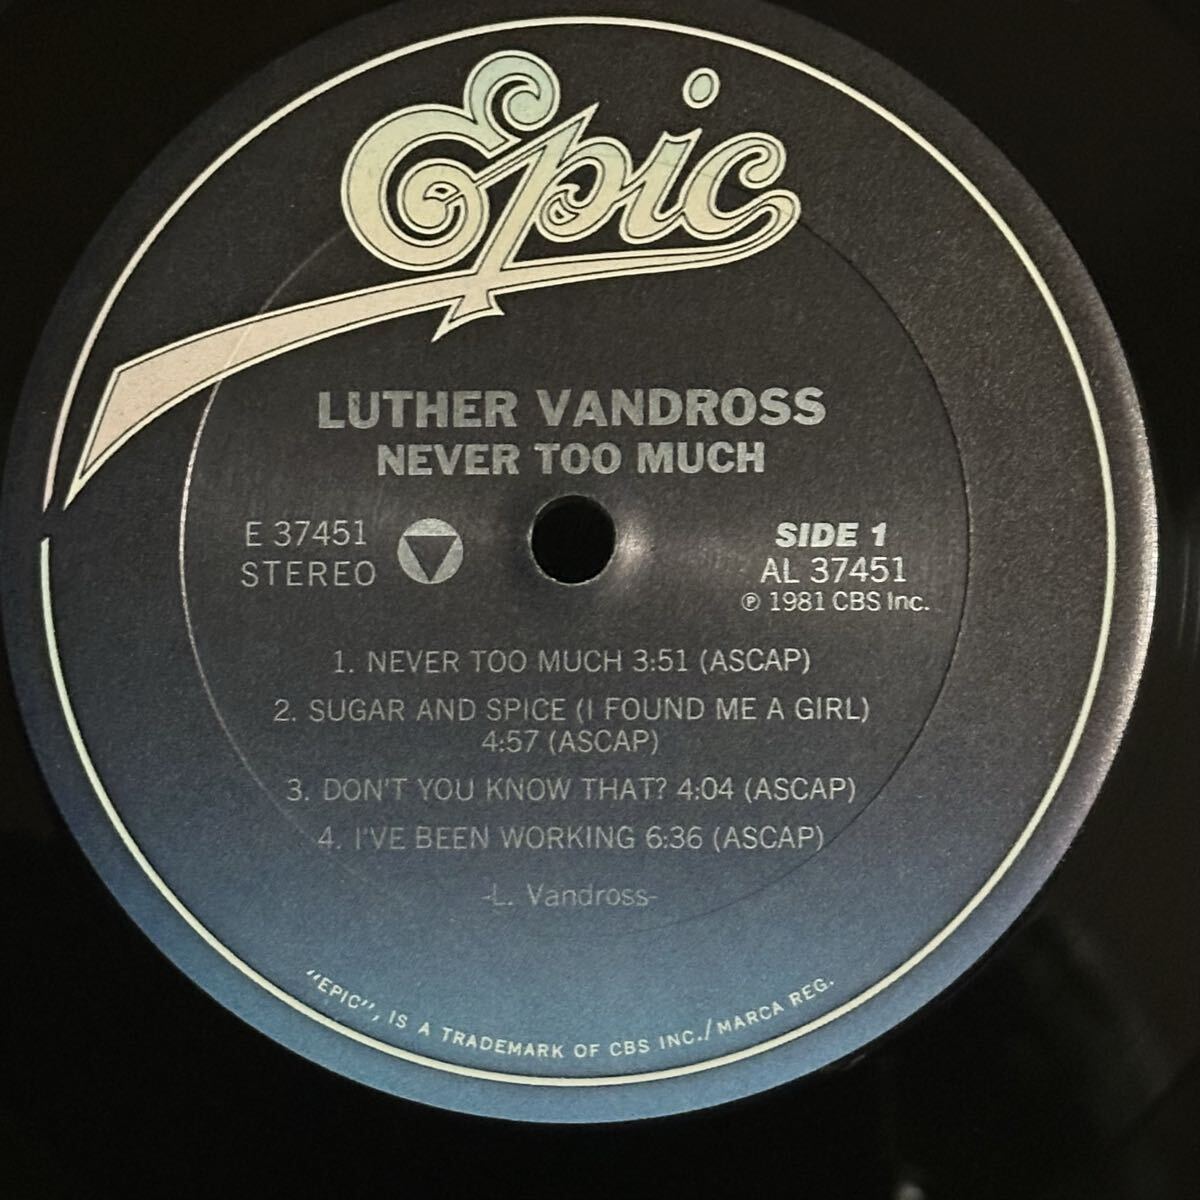 Epic
LUTHER VANDROSS
NEVER TOO MUCH
E 37451
STEREO
SIDE 1
AL 37451
℗ 1981 CBS Inc.
1. NEVER TOO MUCH 3:51 (ASCAP)
2. SUGAR AND SPICE (I FOUND ME A GIRL)
4:57 (ASCAP)
3. DON'T YOU KNOW THAT? 4:04 (ASCAP)
4. I'VE BEEN WORKING 6:36 (ASCAP)
-L. Vandross-
"EPIC", IS A TRADEMARK OF CBS INC./MARCA REG.